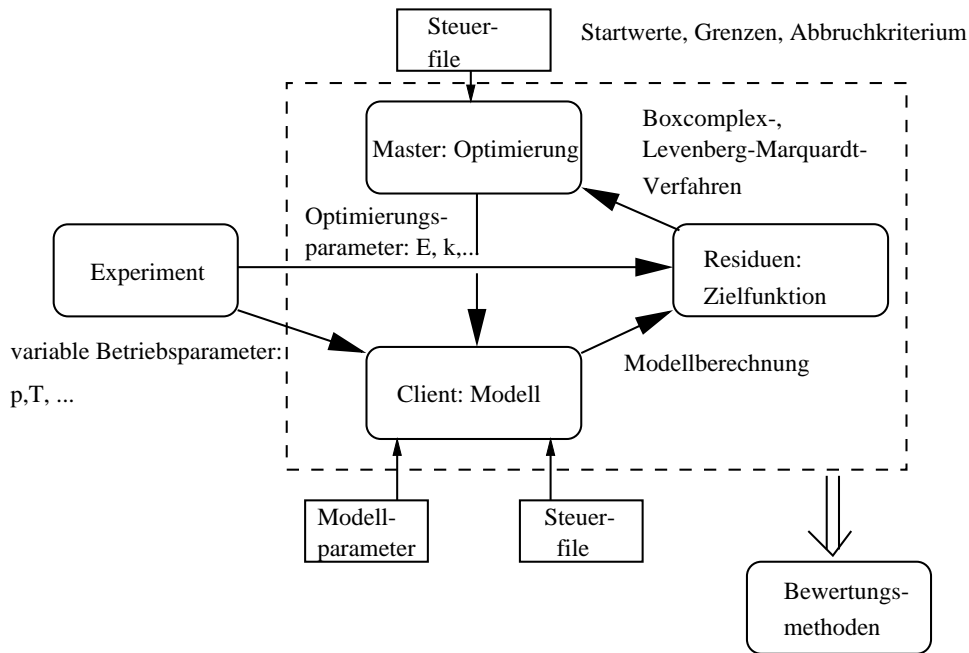 Steuer-
file
Startwerte, Grenzen, Abbruchkriterium
Master: Optimierung
Boxcomplex-,
Levenberg-Marquardt-
Verfahren
Optimierungs-
parameter: E, k,...
Experiment
Residuen:
Zielfunktion
variable Betriebsparameter:
p,T, ...
Client: Modell
Modellberechnung
Modell-
parameter
Steuer-
file
Bewertungs-
methoden